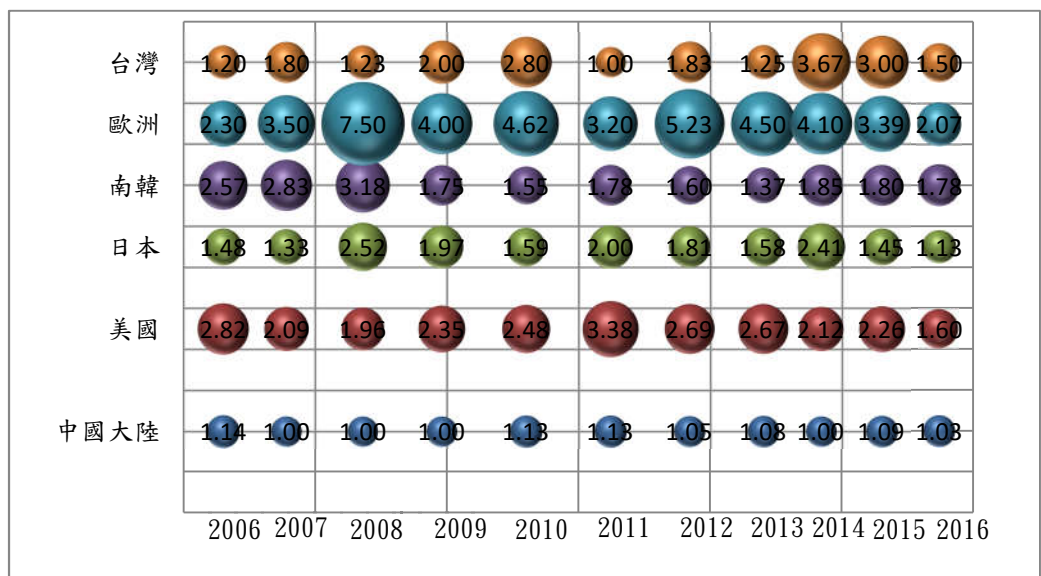 台灣 1.20 1.80 1.23 2.00 2.80 1.00 1.83 1.25 3.67 3.00 1.50
歐洲 2.30 3.50 7.50 4.00 4.62 3.20 5.23 4.50 4.10 3.39 2.07
南韓 2.57 2.83 3.18 1.75 1.55 1.78 1.60 1.37 1.85 1.80 1.78
日本 1.48 1.33 2.52 1.97 1.59 2.00 1.81 1.58 2.41 1.45 1.13
美國 2.82 2.09 1.96 2.35 2.48 3.38 2.69 2.67 2.12 2.26 1.60
中國大陸 1.14 1.00 1.00 1.00 1.13 1.13 1.05 1.08 1.00 1.09 1.03
2006 2007 2008 2009 2010 2011 2012 2013 2014 2015 2016